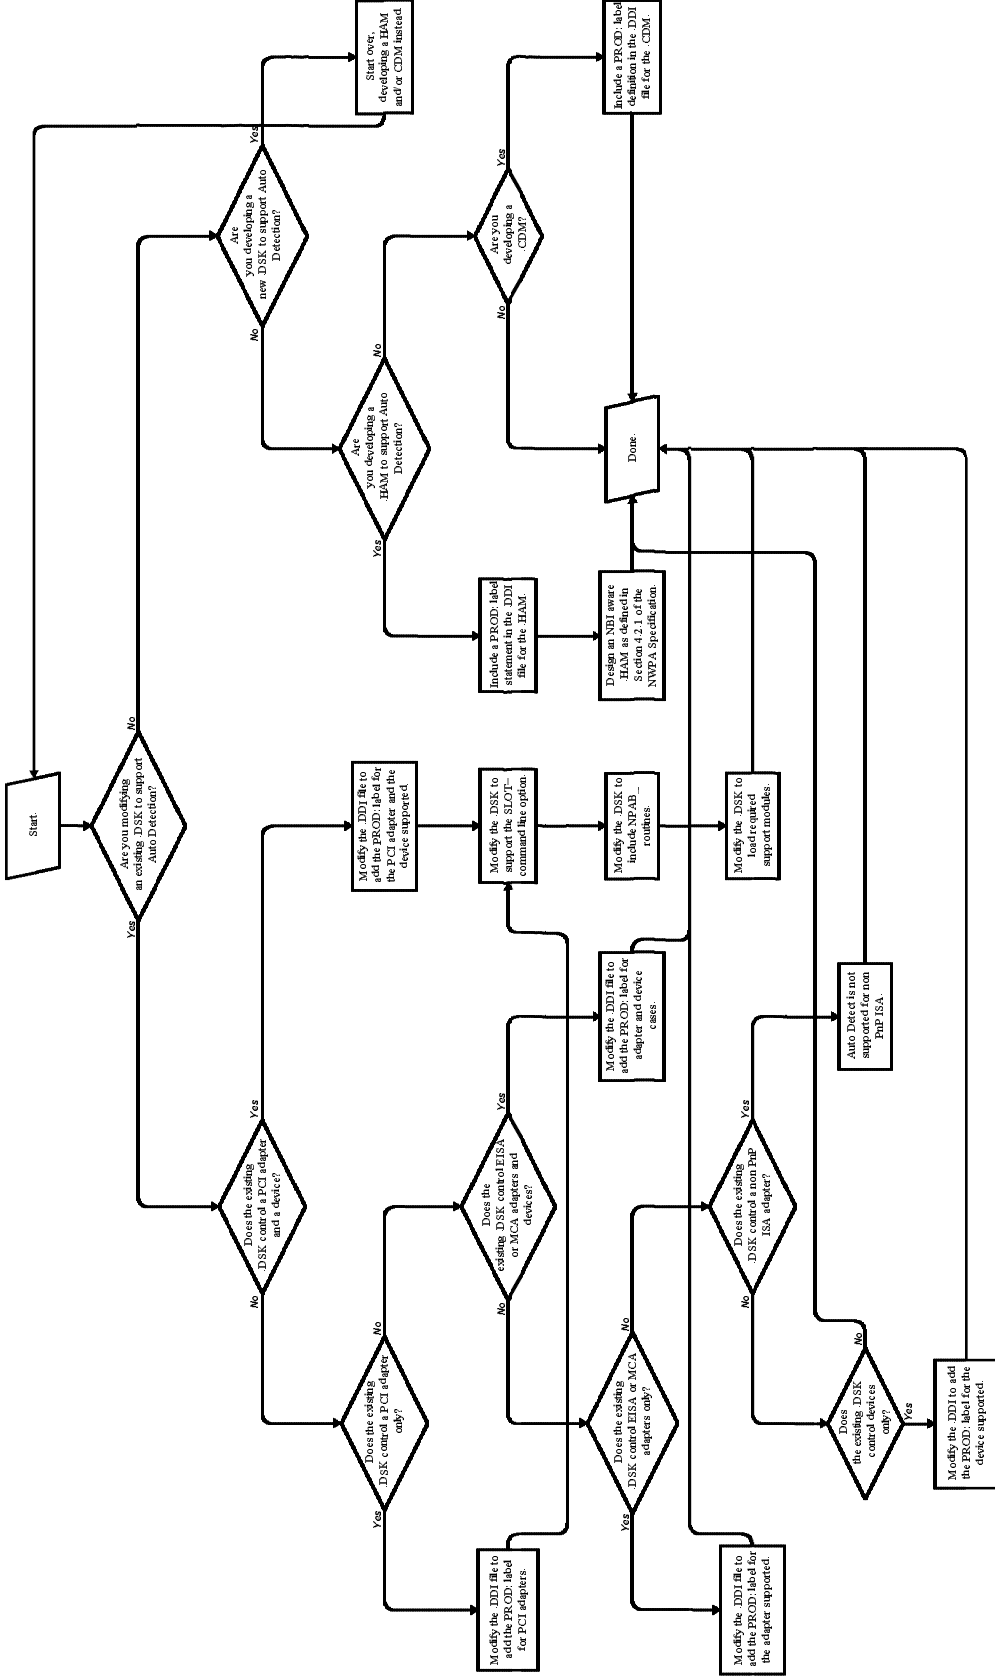 Start.
Are you modifying
an existing .DSK to support
Auto Detection?
Yes
No
Does the existing
.DSK control a PCI adapter
and a device?
No
Yes
Are
you developing a
new .DSK to support Auto
Detection?
No
Yes
Start over,
developing a HAM
and/or CDM instead.
Does the existing
.DSK control a PCI adapter
only?
Yes
No
Modify the .DDI file to
add the PROD: label for
the PCI adapter and the
device supported.
Are
you developing a
.HAM to support Auto
Detection?
Yes
No
Modify the .DDI file to
add the PROD: label
for PCI adapters.
Does the
existing .DSK control EISA
or MCA adapters and
devices?
No
Yes
Modify the .DSK to
support the SLOT=
command line option.
Include a PROD: label
statement in the .DDI
file for the .HAM.
Are you
developing a
.CDM?
No
Yes
Does the existing
.DSK control EISA or MCA
adapters only?
Yes
No
Modify the .DDI file to
add the PROD: label for
adapter and device
cases.
Modify the .DSK to
include NPAB_
routines.
Design an NBI aware
.HAM as defined in
Section 4.2.1 of the
NWPA Specification.
Done.
Include a PROD: label
definition in the .DDI
file for the .CDM.
Modify the .DDI file to
add the PROD: label for
the adapter supported.
Does the existing
.DSK control a non PnP
ISA adapter?
No
Yes
Modify the .DSK to
load required
support modules.
Does
the existing .DSK
control devices
only?
Yes
No
Auto Detect is not
supported for non
PnP ISA.
Modify the .DDI to add
the PROD: label for the
device supported.